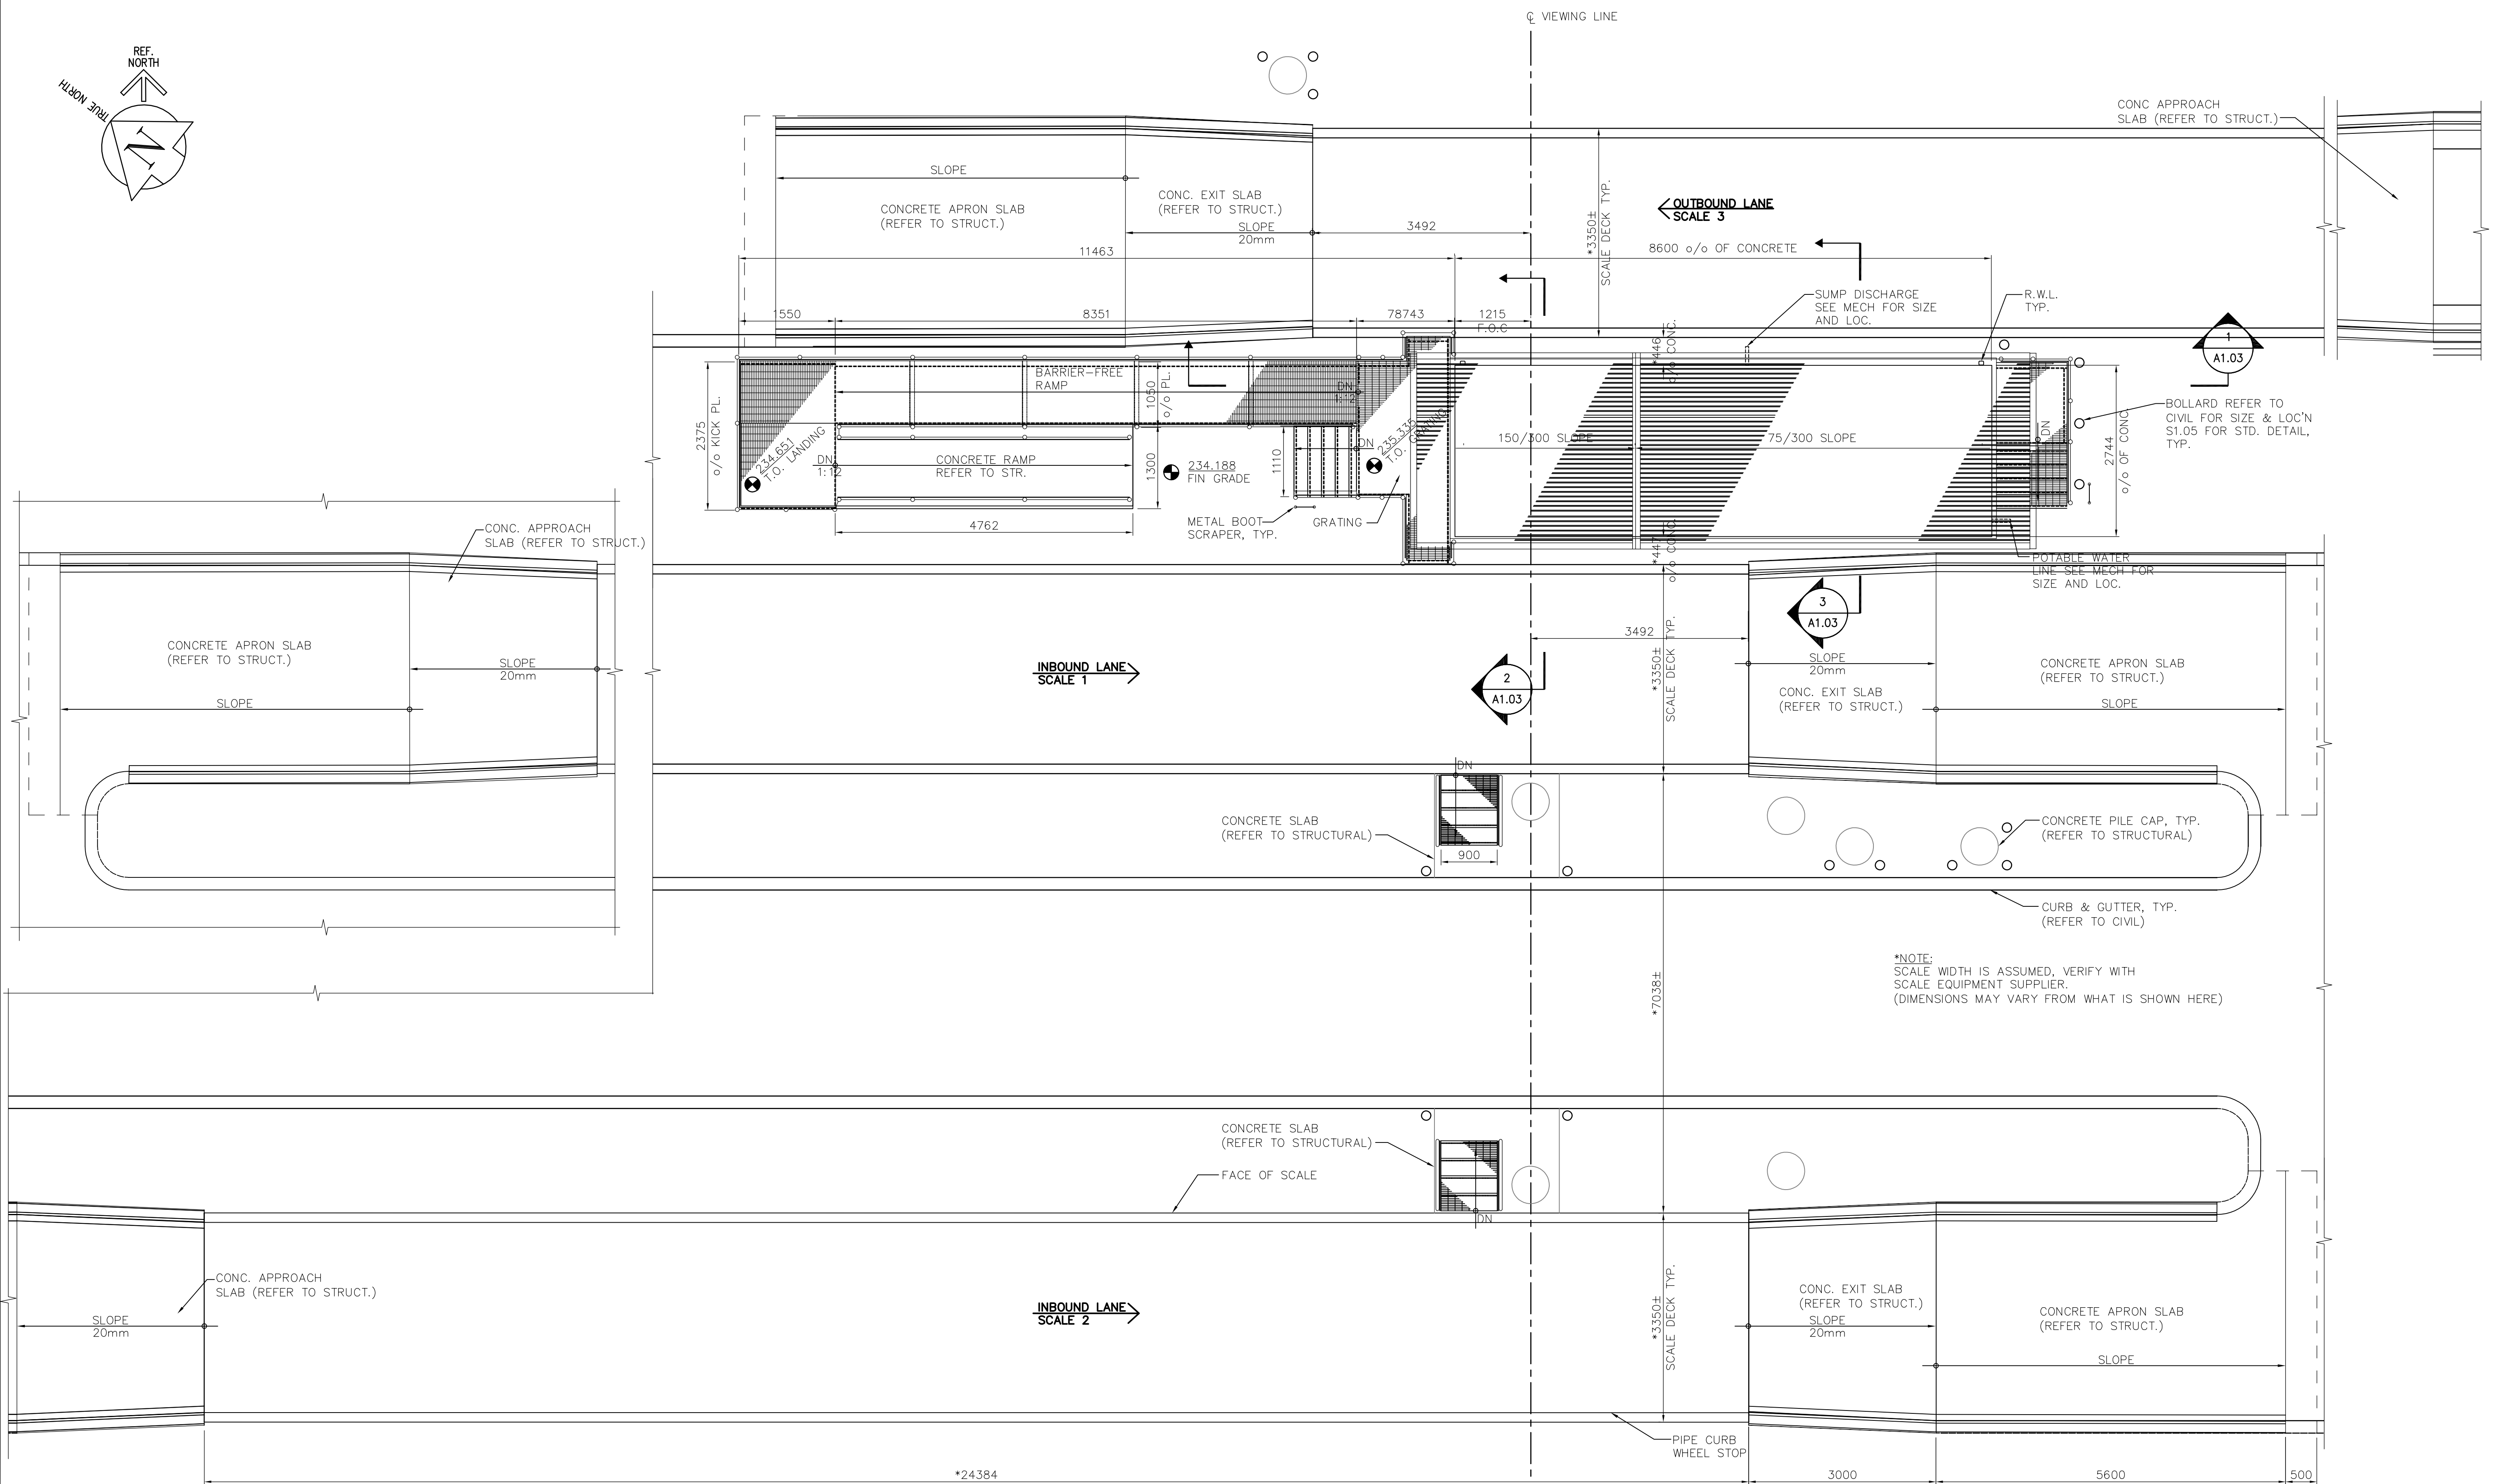 ℄ VIEWING LINE
REF.
NORTH
TRUE NORTH
N
CONC APPROACH
SLAB (REFER TO STRUCT.)
SLOPE
CONCRETE APRON SLAB
(REFER TO STRUCT.)
CONC. EXIT SLAB
(REFER TO STRUCT.)
SLOPE
20mm
3492
*3350±
SCALE DECK TYP.
OUTBOUND LANE
SCALE 3
11463
8600 o/o OF CONCRETE
SUMP DISCHARGE
SEE MECH FOR SIZE
AND LOC.
R.W.L.
TYP.
1550
8351
78743
1215
F.O.C
*446
o/o CONC.
1
A1.03
BARRIER-FREE
RAMP
1050
o/o PL.
DN
1:12
2375
o/o KICK PL.
234.651
T.O. LANDING
DN
1:12
CONCRETE RAMP
REFER TO STR.
1300
234.188
FIN GRADE
1110
DN
235.335
T.O. GRATING
150/300 SLOPE
75/300 SLOPE
DN
2744
o/o OF CONC.
BOLLARD REFER TO
CIVIL FOR SIZE & LOC'N
S1.05 FOR STD. DETAIL,
TYP.
4762
METAL BOOT
SCRAPER, TYP.
GRATING
*447
o/o CONC.
POTABLE WATER
LINE SEE MECH FOR
SIZE AND LOC.
CONC. APPROACH
SLAB (REFER TO STRUCT.)
CONCRETE APRON SLAB
(REFER TO STRUCT.)
SLOPE
20mm
SLOPE
INBOUND LANE
SCALE 1
3492
*3350±
SCALE DECK TYP.
3
A1.03
2
A1.03
SLOPE
20mm
CONC. EXIT SLAB
(REFER TO STRUCT.)
CONCRETE APRON SLAB
(REFER TO STRUCT.)
SLOPE
DN
CONCRETE SLAB
(REFER TO STRUCTURAL)
900
CONCRETE PILE CAP, TYP.
(REFER TO STRUCTURAL)
CURB & GUTTER, TYP.
(REFER TO CIVIL)
*NOTE:
SCALE WIDTH IS ASSUMED, VERIFY WITH
SCALE EQUIPMENT SUPPLIER.
(DIMENSIONS MAY VARY FROM WHAT IS SHOWN HERE)
*7038±
CONCRETE SLAB
(REFER TO STRUCTURAL)
FACE OF SCALE
DN
CONC. APPROACH
SLAB (REFER TO STRUCT.)
SLOPE
20mm
INBOUND LANE
SCALE 2
*3350±
SCALE DECK TYP.
CONC. EXIT SLAB
(REFER TO STRUCT.)
SLOPE
20mm
CONCRETE APRON SLAB
(REFER TO STRUCT.)
SLOPE
PIPE CURB
WHEEL STOP
*24384
3000
5600
500